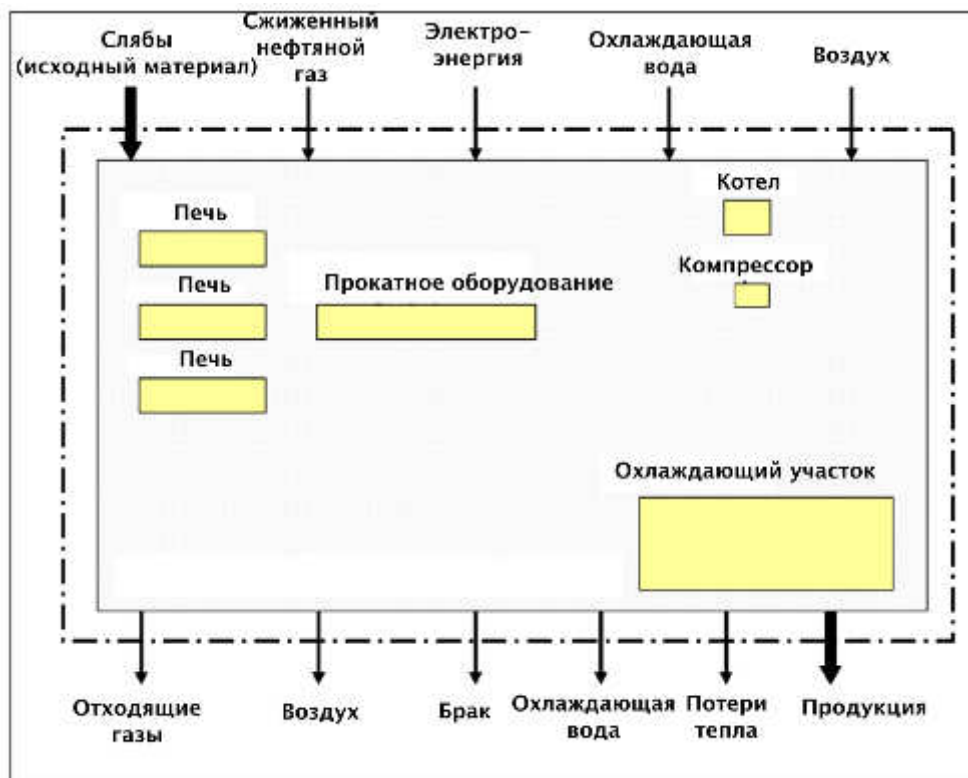 Слябы
(исходный материал)
Сжиженный
нефтяной
газ
Электро-
энергия
Охлаждающая
вода
Воздух
Котел
Печь
Компрессор
Печь
Прокатное оборудование
Печь
Охлаждающий участок
Отходящие
газы
Воздух
Брак
Охлаждающая
вода
Потери
тепла
Продукция